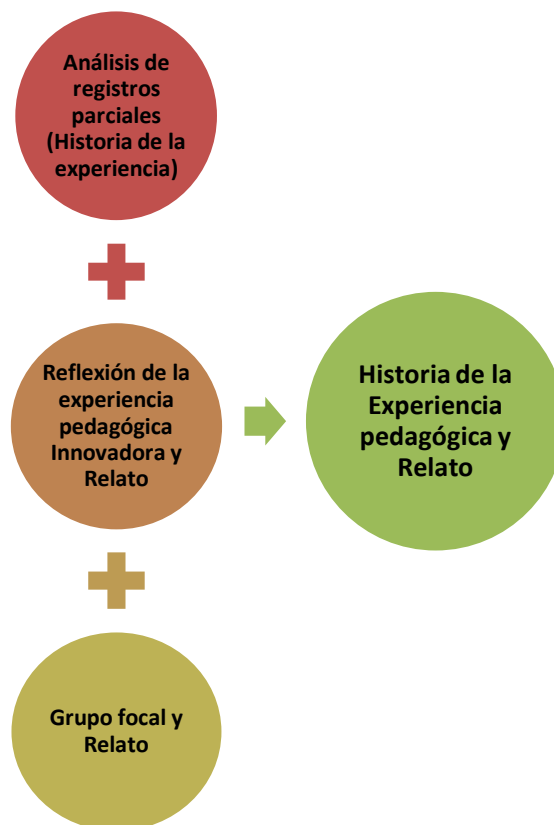 Análisis de
registros
parciales
(Historia de la
experiencia)
Reflexión de la
experiencia
pedagógica
Innovadora y
Relato
Historia de la
Experiencia
pedagógica y
Relato
Grupo focal y
Relato